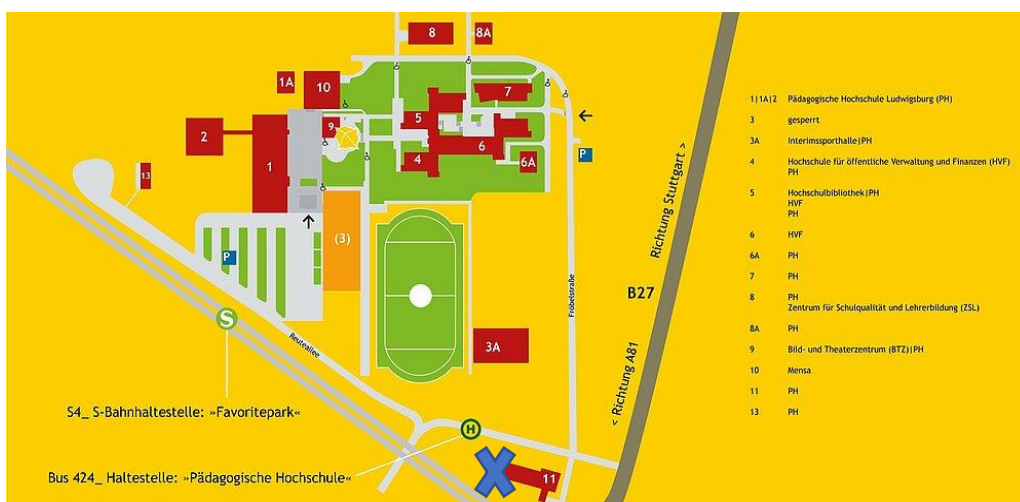 8
8A
1A
10
7
9
5
2
1
6
4
6A
P
13
(3)
P
S
3A
H
11
Fröbelstraße
Reuteallee
B27
Richtung Stuttgart >
< Richtung A81
S4_ S-Bahnhaltestelle: »Favoritepark«
Bus 424_ Haltestelle: »Pädagogische Hochschule«
1|1A|2 Pädagogische Hochschule Ludwigsburg (PH)
3 gesperrt
3A Interimssporthalle|PH
4 Hochschule für öffentliche Verwaltung und Finanzen (HVF)
PH
5 Hochschulbibliothek|PH
HVF
PH
6 HVF
6A PH
7 PH
8 PH
Zentrum für Schulqualität und Lehrerbildung (ZSL)
8A PH
9 Bild- und Theaterzentrum (BTZ)|PH
10 Mensa
11 PH
13 PH